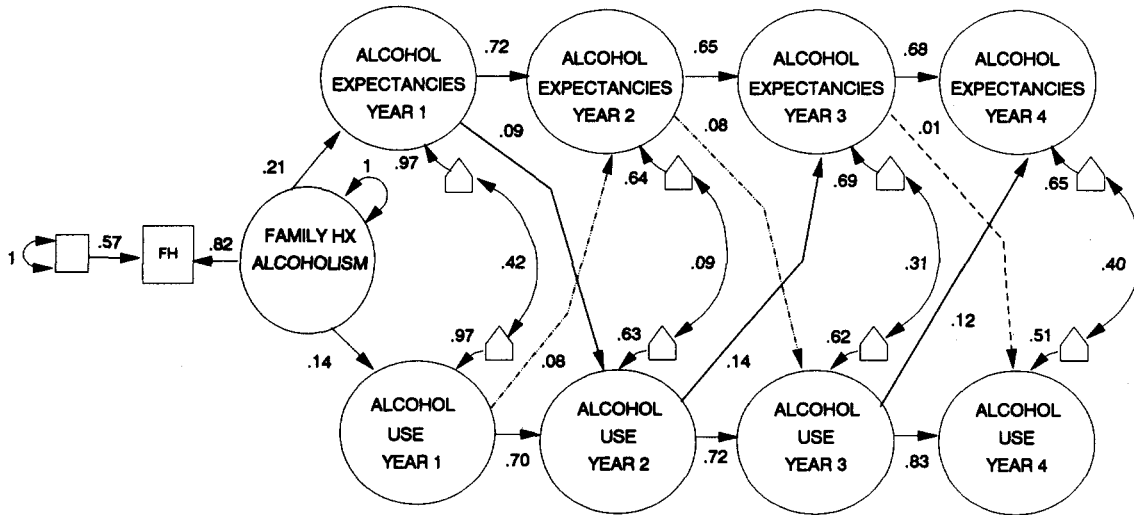 ALCOHOL
EXPECTANCIES
YEAR 1
.72
ALCOHOL
EXPECTANCIES
YEAR 2
.65
ALCOHOL
EXPECTANCIES
YEAR 3
.68
ALCOHOL
EXPECTANCIES
YEAR 4
.09
.08
.01
.21
.97
1
.64
.69
.65
FAMILY HX
ALCOHOLISM
1
.57
FH
.82
.42
.09
.31
.40
.14
.97
.08
.63
.14
.62
.12
.51
ALCOHOL
USE
YEAR 1
.70
ALCOHOL
USE
YEAR 2
.72
ALCOHOL
USE
YEAR 3
.83
ALCOHOL
USE
YEAR 4